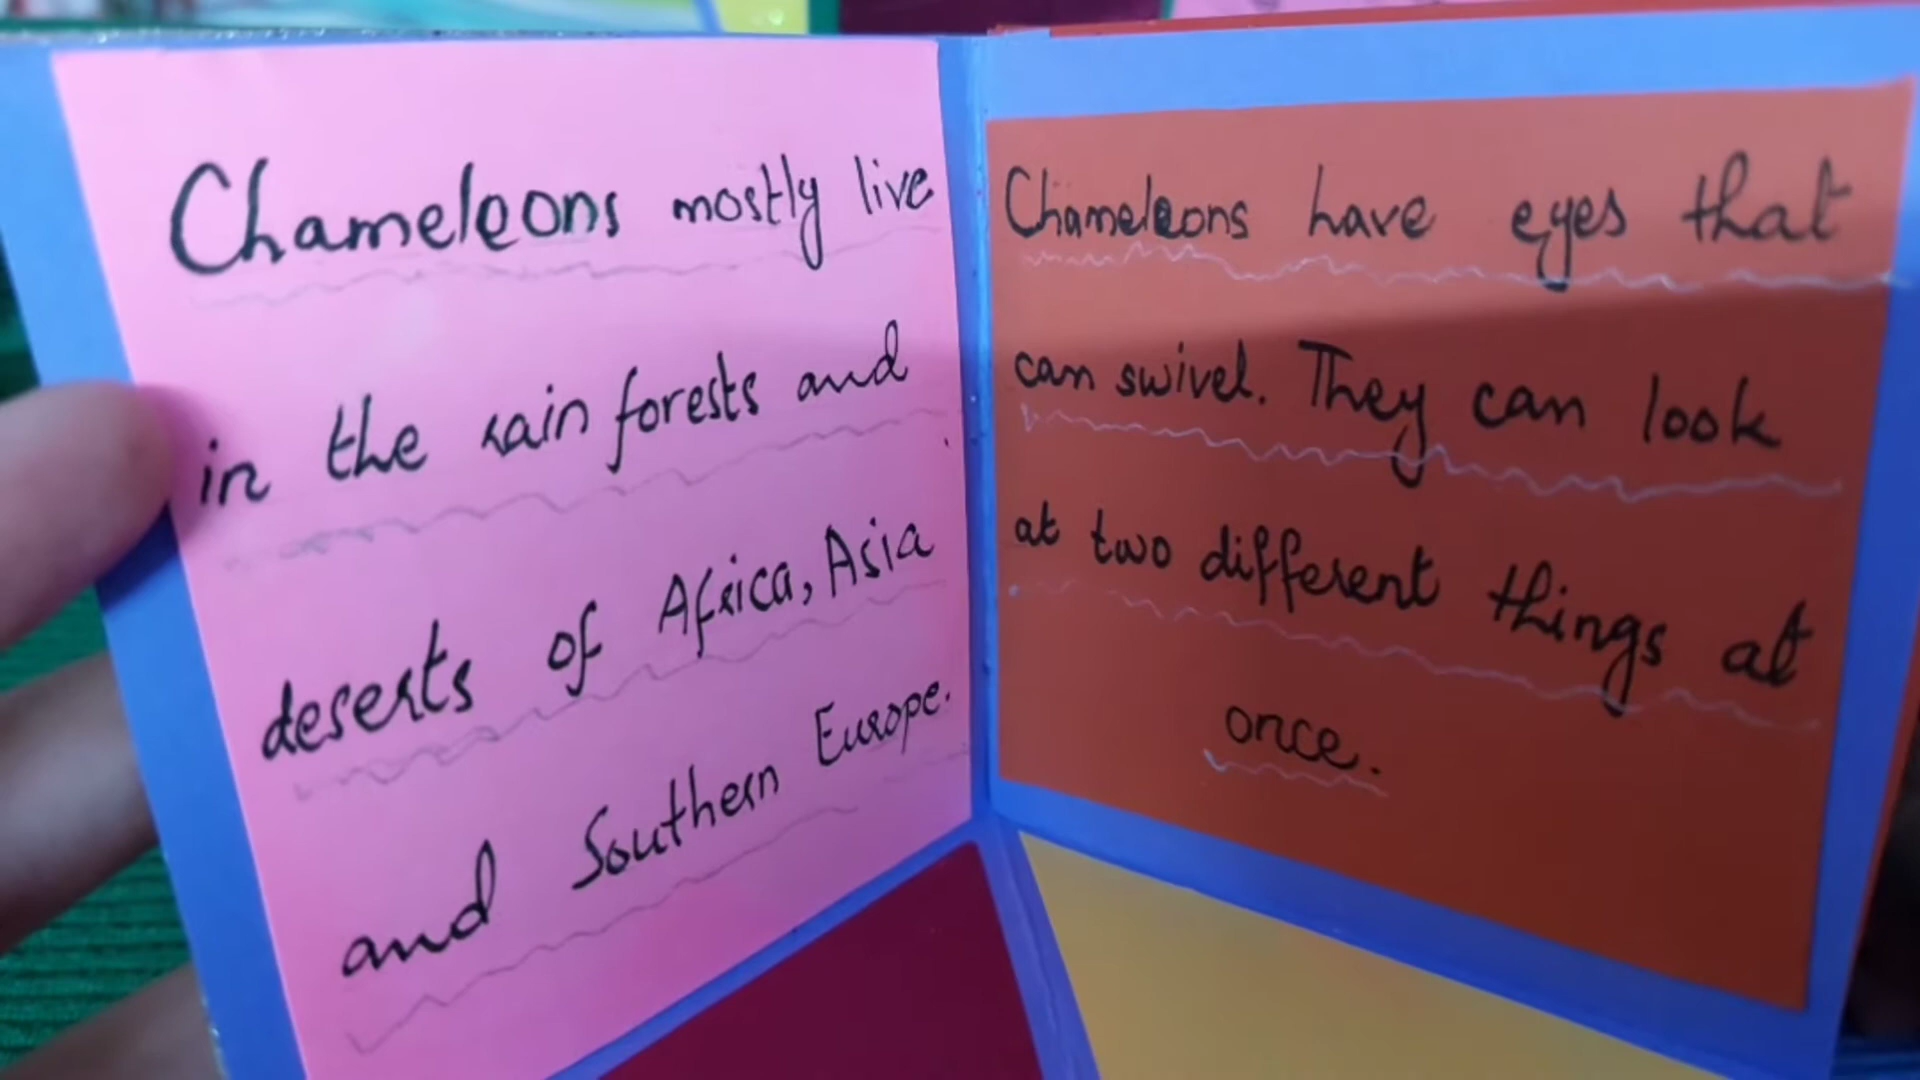 Chameleons mostly live
in the rain forests and
deserts of Africa, Asia
and Southern Europe.
Chameleons have eyes that
can swivel. They can look
at two different things at
once.